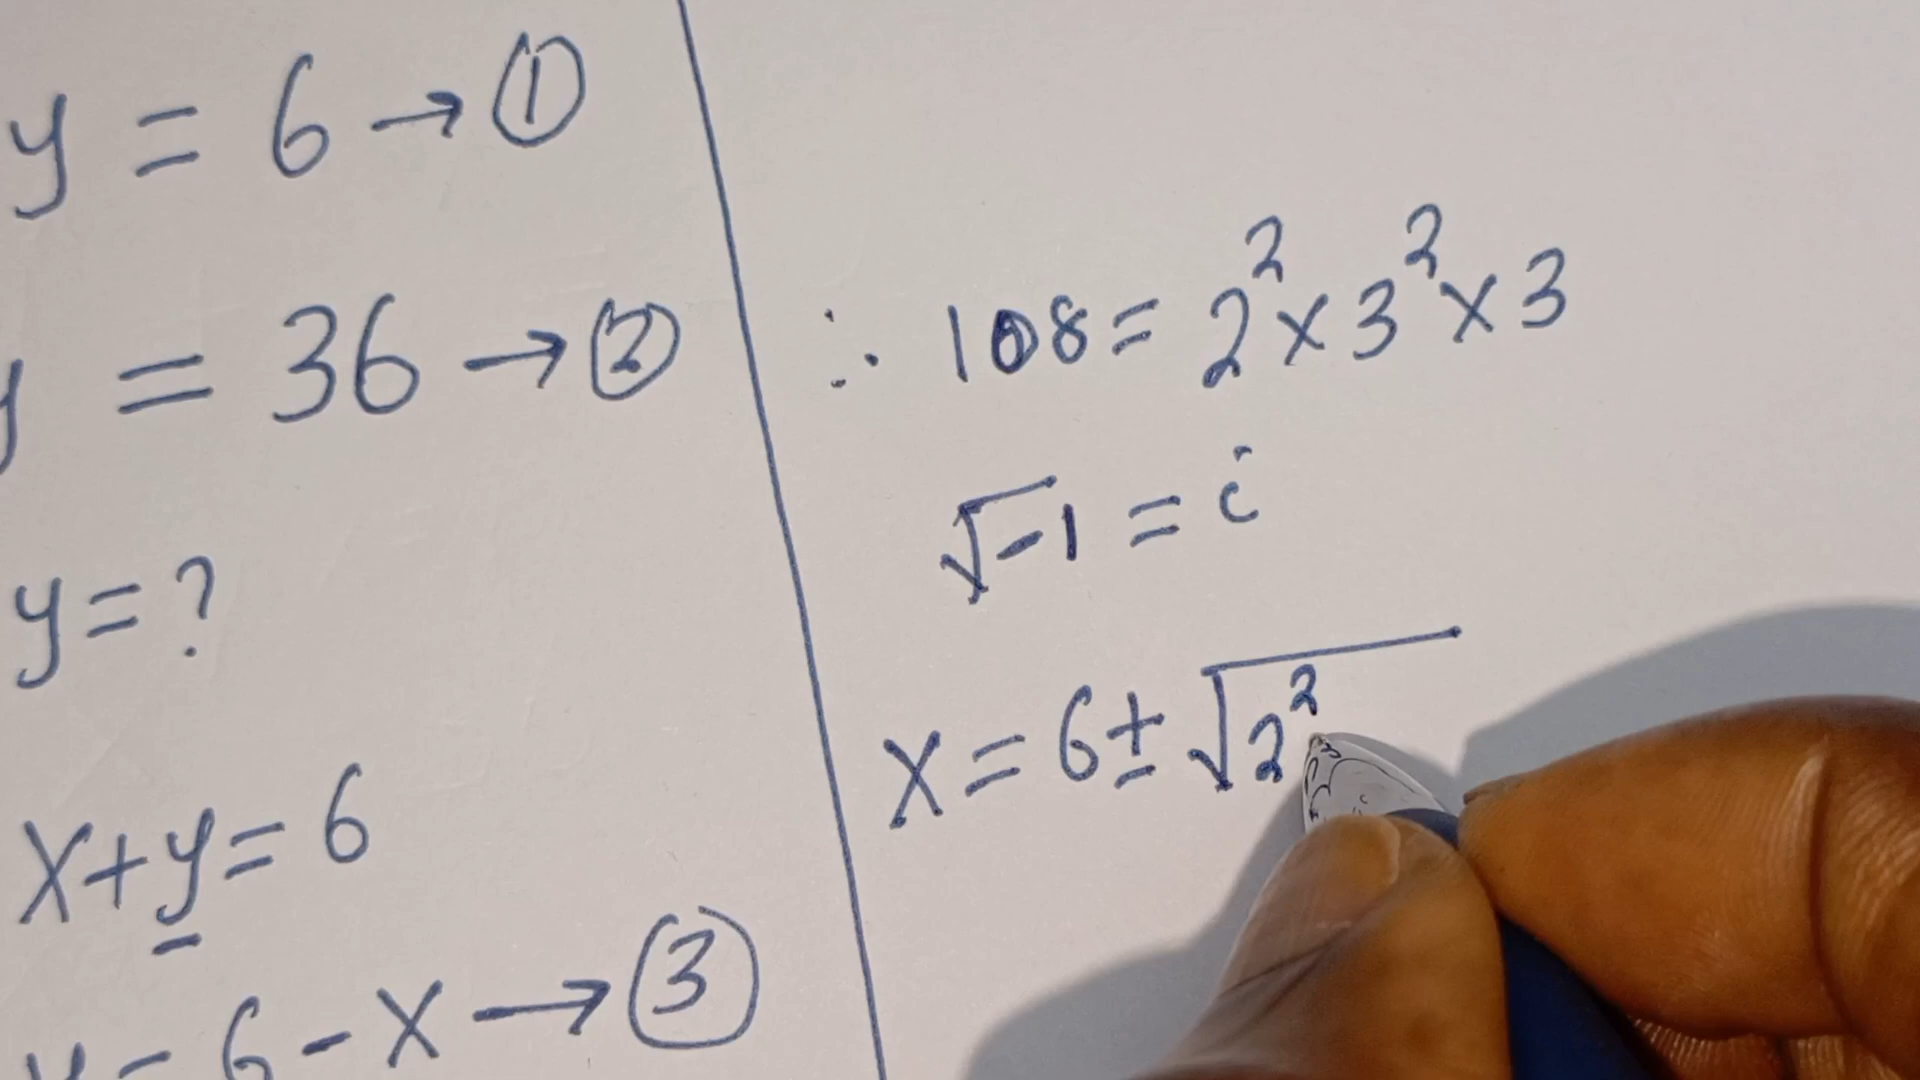 y = 6 → ①
y = 36 → ②
y = ?
x + y = 6
y = 6 - x → ③
∴ 108 = 2² × 3² × 3
√-1 = i
x = 6 ± √2²